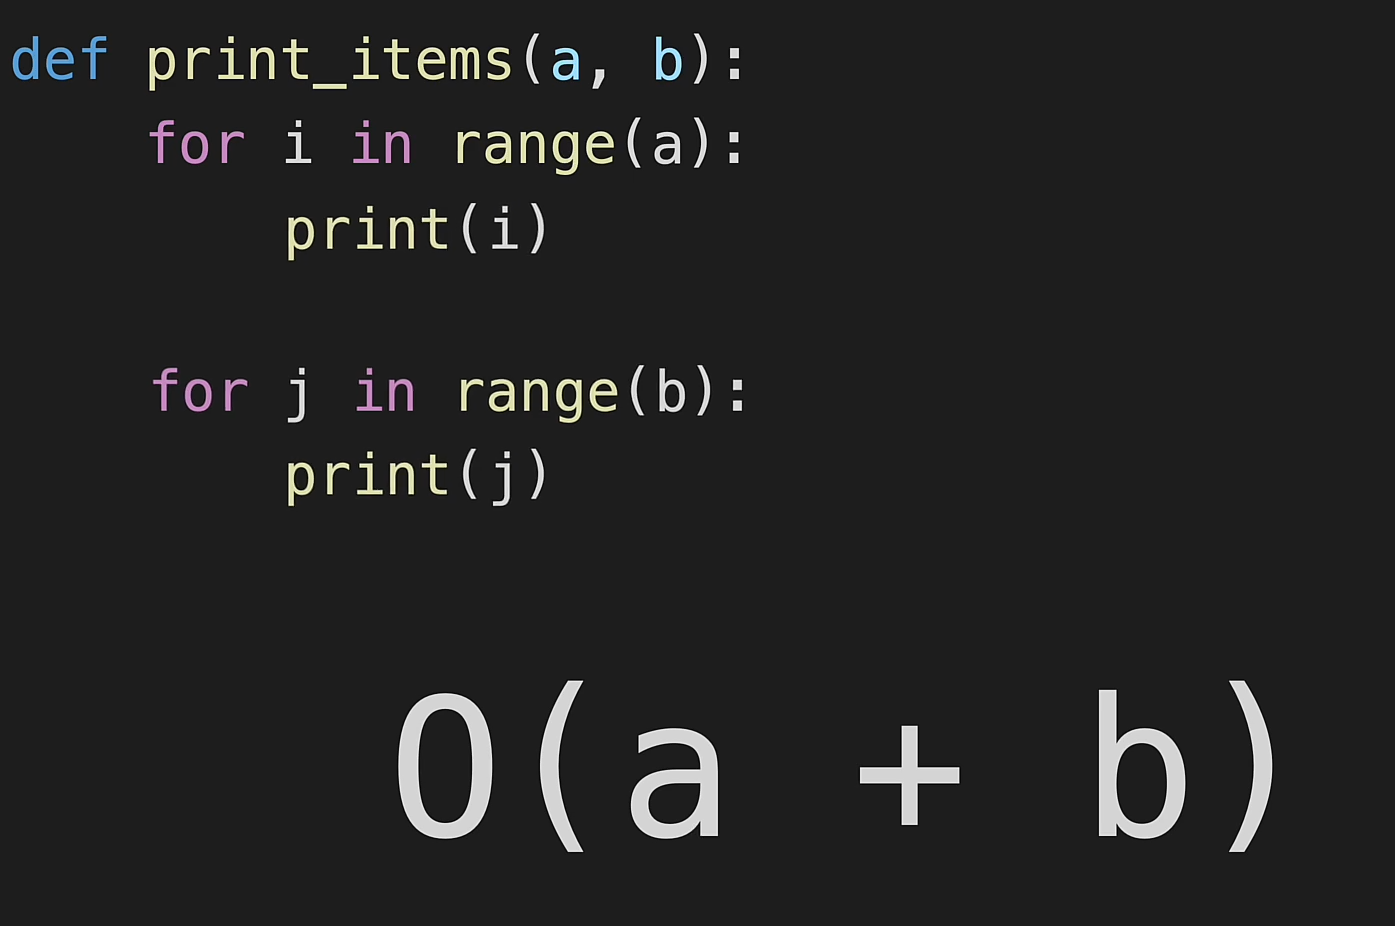 def print_items(a, b):
    for i in range(a):
        print(i)

    for j in range(b):
        print(j)

O(a + b)